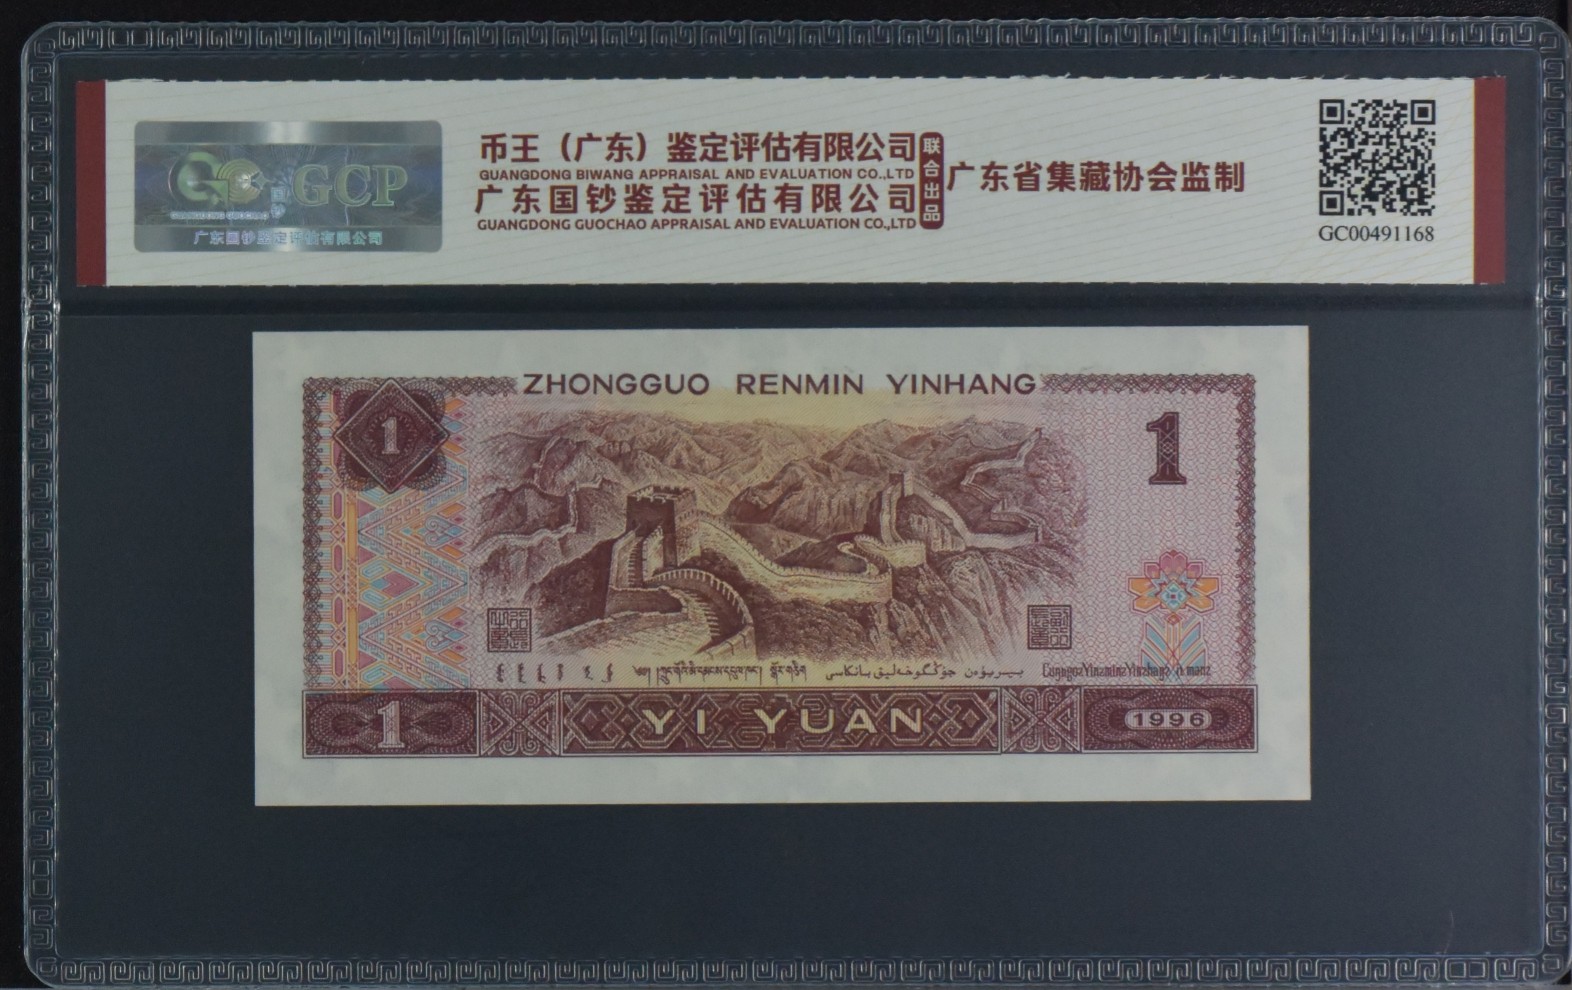 GCP
广东国钞鉴定评估有限公司
币王（广东）鉴定评估有限公司
GUANGDONG BIWANG APPRAISAL AND EVALUATION CO.,LTD
广东国钞鉴定评估有限公司
GUANGDONG GUOCHAO APPRAISAL AND EVALUATION CO.,LTD
联合出品
广东省集藏协会监制
GC00491168
ZHONGGUO RENMIN YINHANG
1
1
1
YI YUAN
1996